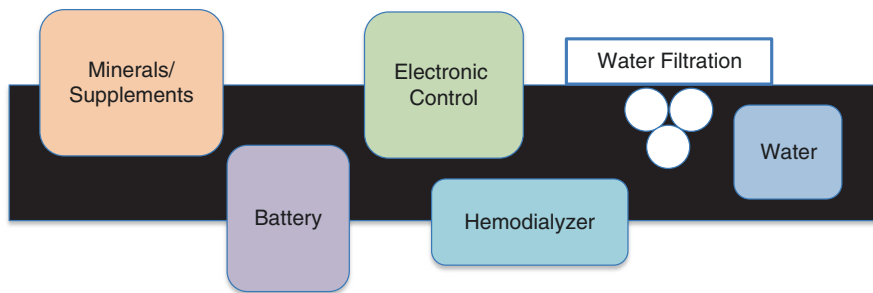 Minerals/
Supplements
Electronic
Control
Water Filtration
Water
Battery
Hemodialyzer